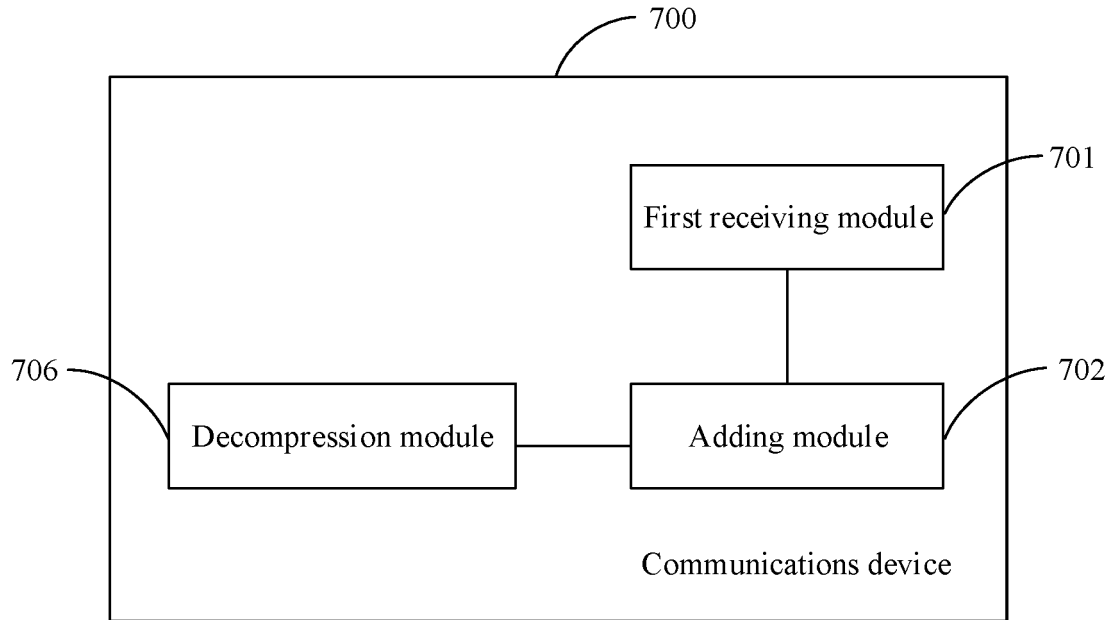 700
701
First receiving module
706
702
Decompression module
Adding module
Communications device